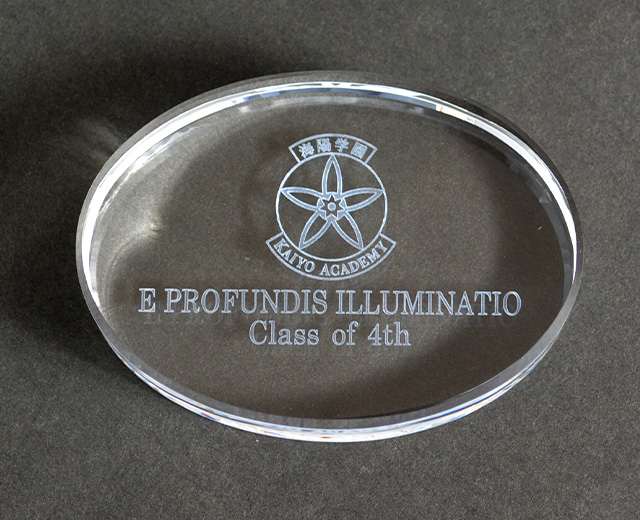 海陽学園
KAIYO ACADEMY
E PROFUNDIS ILLUMINATIO
Class of 4th